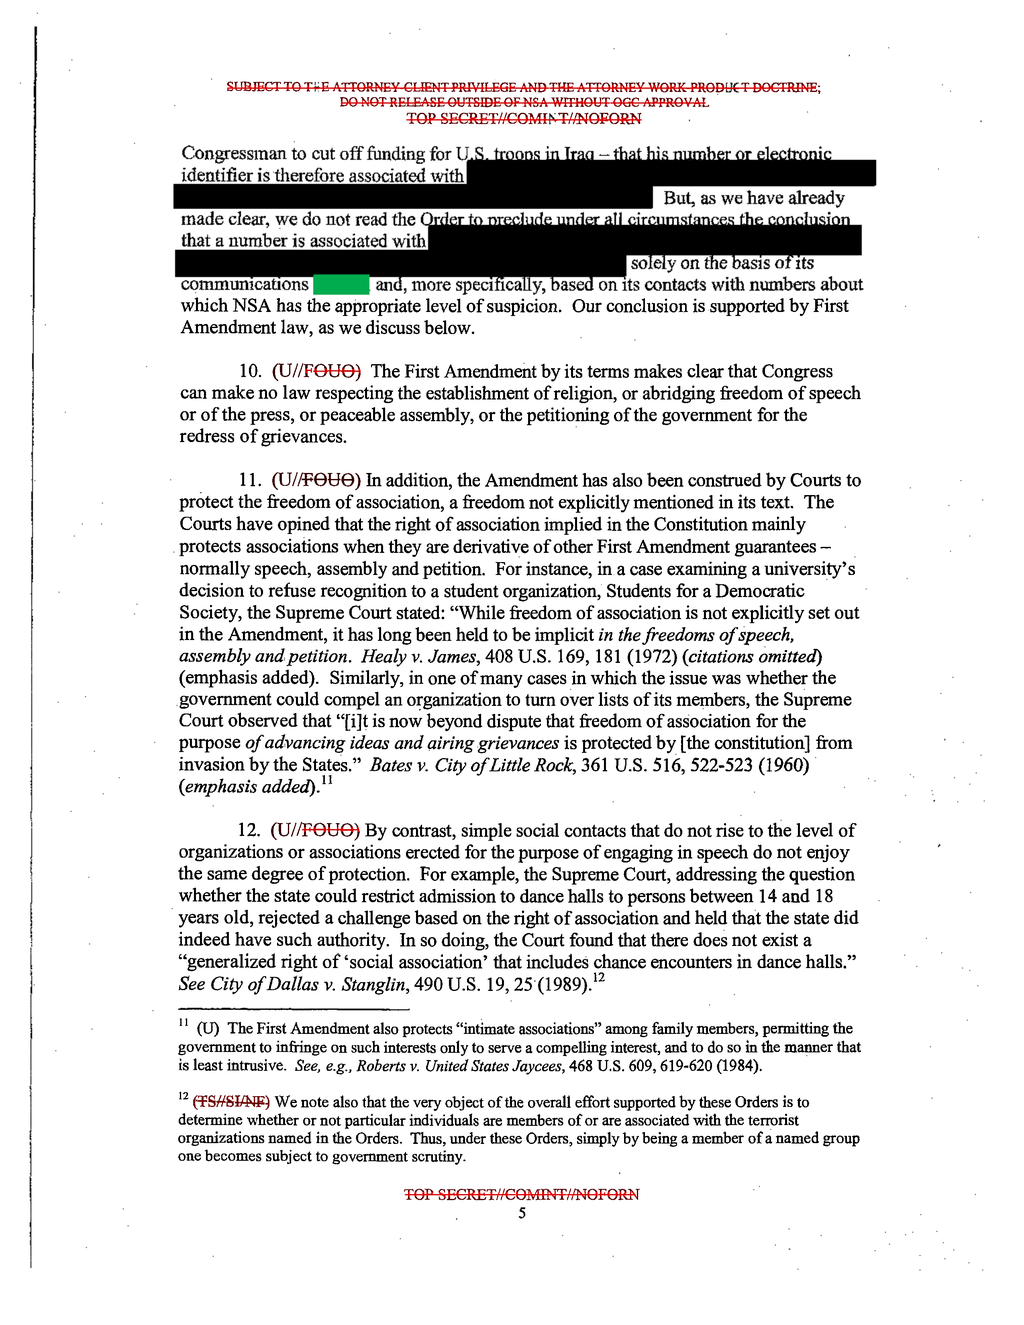 SUBJECT TO THE ATTORNEY-CLIENT PRIVILEGE AND THE ATTORNEY WORK PRODUCT DOCTRINE;
DO NOT RELEASE OUTSIDE OF NSA WITHOUT OGC APPROVAL
TOP SECRET//COMINT//NOFORN
Congressman to cut off funding for U.S. troops in Iraq – that his number or electronic
identifier is therefore associated with
But, as we have already
made clear, we do not read the Order to preclude under all circumstances the conclusion
that a number is associated with
solely on the basis of its
communications and, more specifically, based on its contacts with numbers about
which NSA has the appropriate level of suspicion. Our conclusion is supported by First
Amendment law, as we discuss below.
10. (U//FOUO) The First Amendment by its terms makes clear that Congress
can make no law respecting the establishment of religion, or abridging freedom of speech
or of the press, or peaceable assembly, or the petitioning of the government for the
redress of grievances.
11. (U//FOUO) In addition, the Amendment has also been construed by Courts to
protect the freedom of association, a freedom not explicitly mentioned in its text. The
Courts have opined that the right of association implied in the Constitution mainly
protects associations when they are derivative of other First Amendment guarantees –
normally speech, assembly and petition. For instance, in a case examining a university's
decision to refuse recognition to a student organization, Students for a Democratic
Society, the Supreme Court stated: "While freedom of association is not explicitly set out
in the Amendment, it has long been held to be implicit in the freedoms of speech,
assembly and petition. Healy v. James, 408 U.S. 169, 181 (1972) (citations omitted)
(emphasis added). Similarly, in one of many cases in which the issue was whether the
government could compel an organization to turn over lists of its members, the Supreme
Court observed that "[i]t is now beyond dispute that freedom of association for the
purpose of advancing ideas and airing grievances is protected by [the constitution] from
invasion by the States." Bates v. City of Little Rock, 361 U.S. 516, 522-523 (1960)
(emphasis added).11
12. (U//FOUO) By contrast, simple social contacts that do not rise to the level of
organizations or associations erected for the purpose of engaging in speech do not enjoy
the same degree of protection. For example, the Supreme Court, addressing the question
whether the state could restrict admission to dance halls to persons between 14 and 18
years old, rejected a challenge based on the right of association and held that the state did
indeed have such authority. In so doing, the Court found that there does not exist a
"generalized right of 'social association' that includes chance encounters in dance halls."
See City of Dallas v. Stanglin, 490 U.S. 19, 25 (1989).12
11 (U) The First Amendment also protects "intimate associations" among family members, permitting the
government to infringe on such interests only to serve a compelling interest, and to do so in the manner that
is least intrusive. See, e.g., Roberts v. United States Jaycees, 468 U.S. 609, 619-620 (1984).
12 (TS//SI//NF) We note also that the very object of the overall effort supported by these Orders is to
determine whether or not particular individuals are members of or are associated with the terrorist
organizations named in the Orders. Thus, under these Orders, simply by being a member of a named group
one becomes subject to government scrutiny.
TOP SECRET//COMINT//NOFORN
5